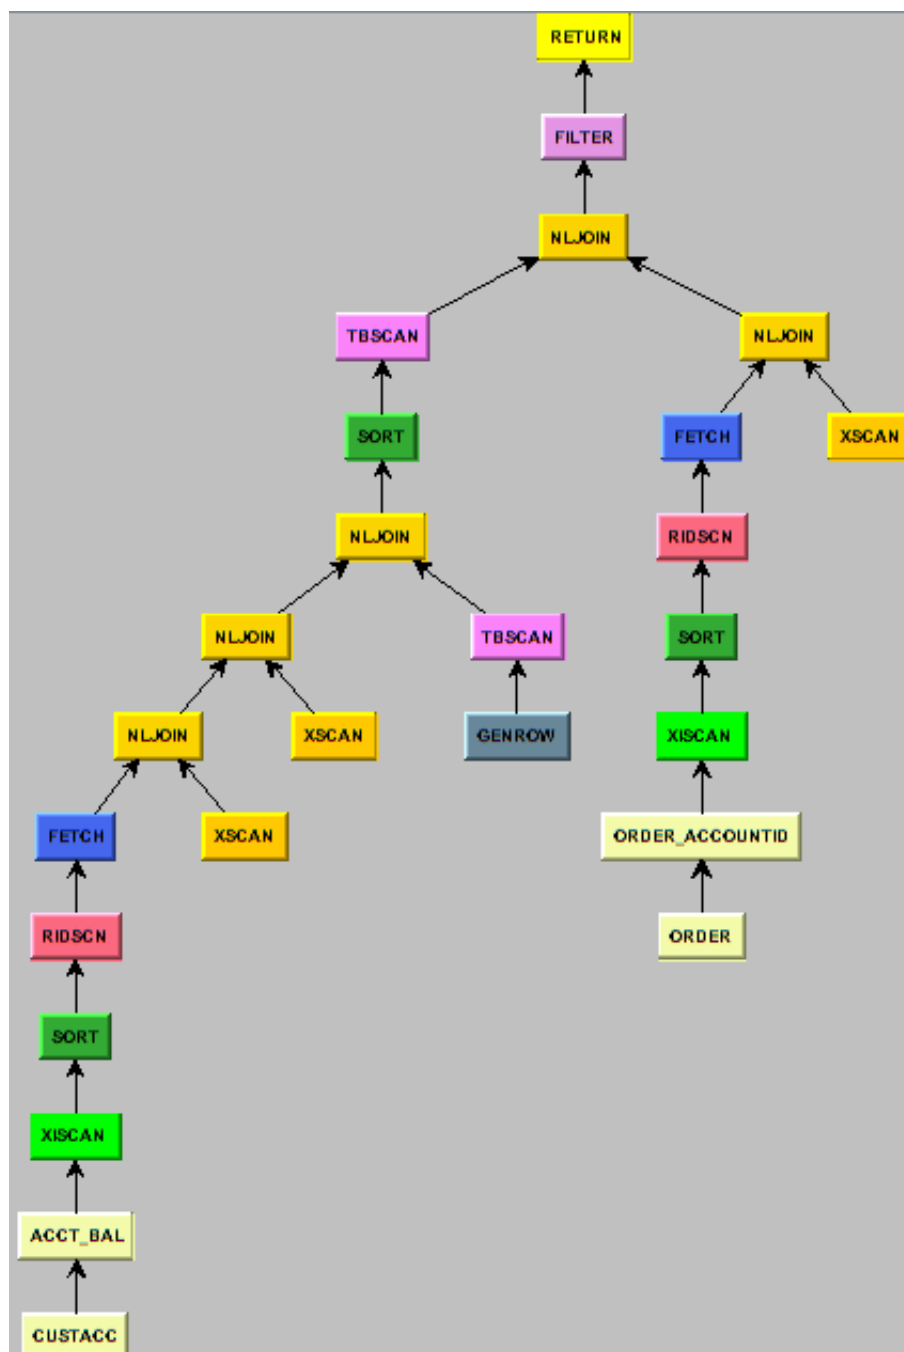 RETURN
FILTER
NLJOIN
TBSCAN
NLJOIN
SORT
FETCH
XSCAN
NLJOIN
RIDSCN
NLJOIN
TBSCAN
SORT
NLJOIN
XSCAN
GENROW
XISCAN
FETCH
XSCAN
ORDER_ACCOUNTID
RIDSCN
ORDER
SORT
XISCAN
ACCT_BAL
CUSTACC